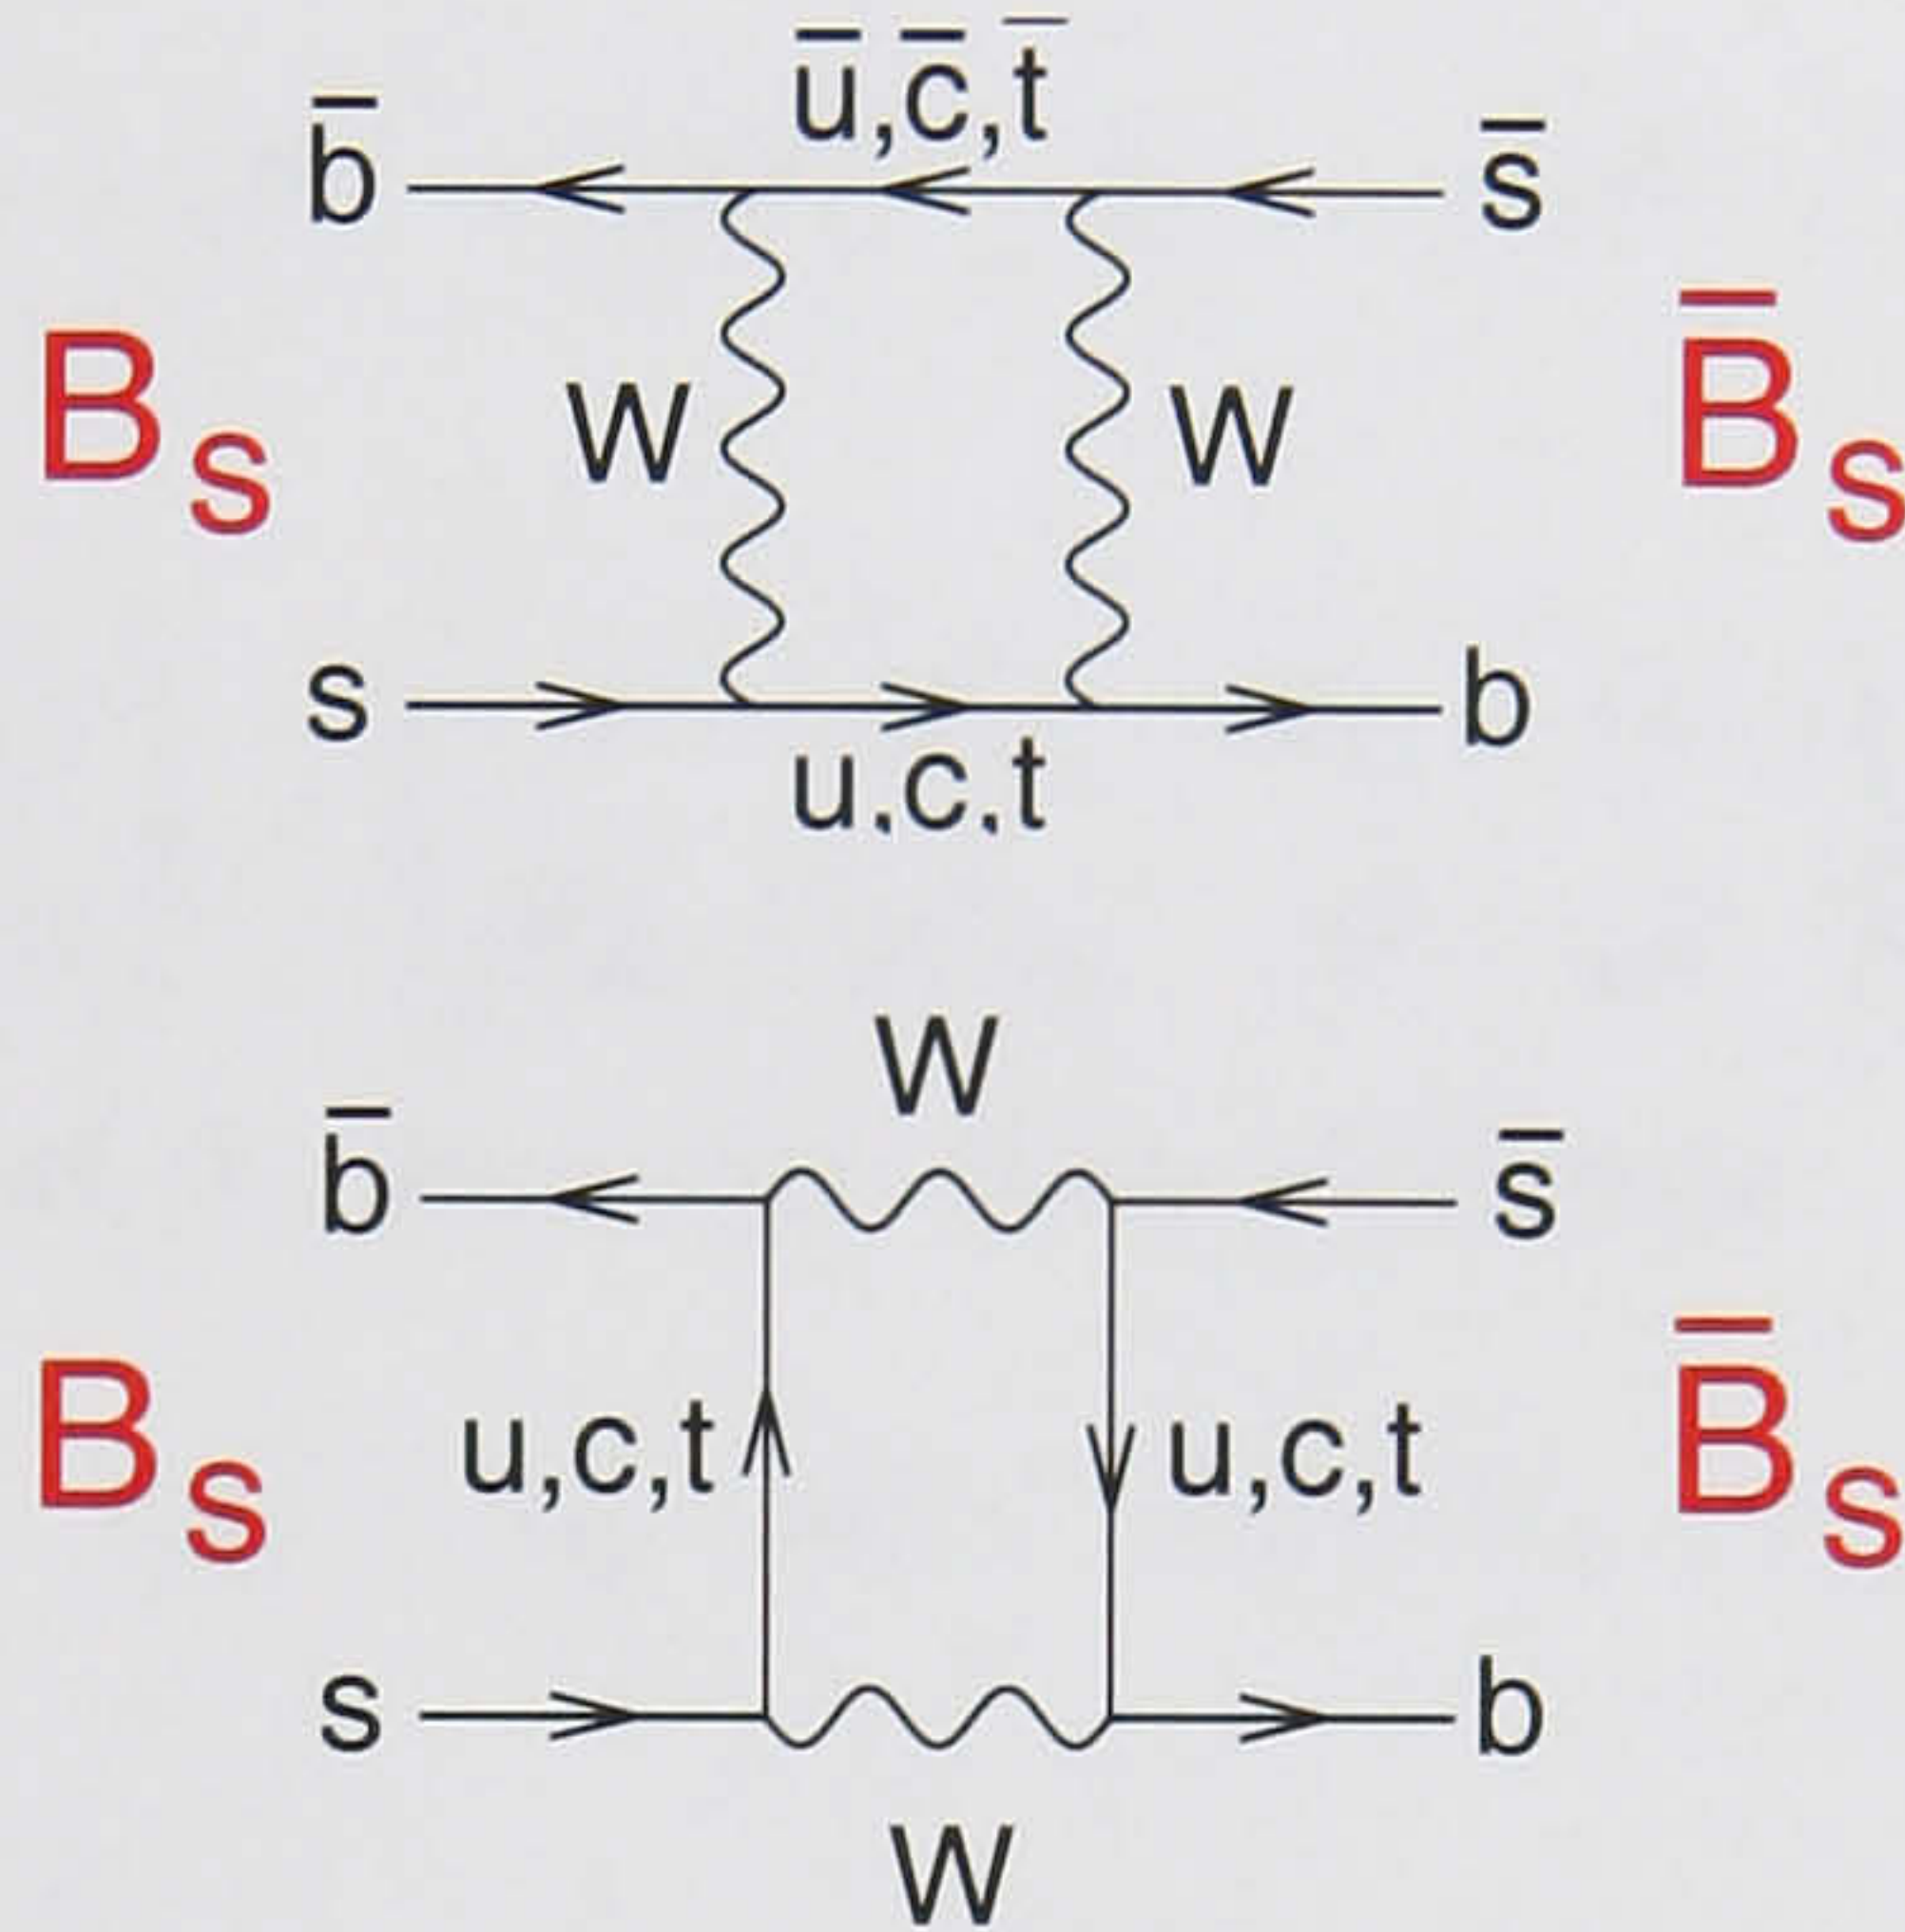 u̅,c̅,t̅
b̅ s̅
B_s W W B̅_s
s b
u,c,t
W
b̅ s̅
B_s u,c,t u,c,t B̅_s
s b
W